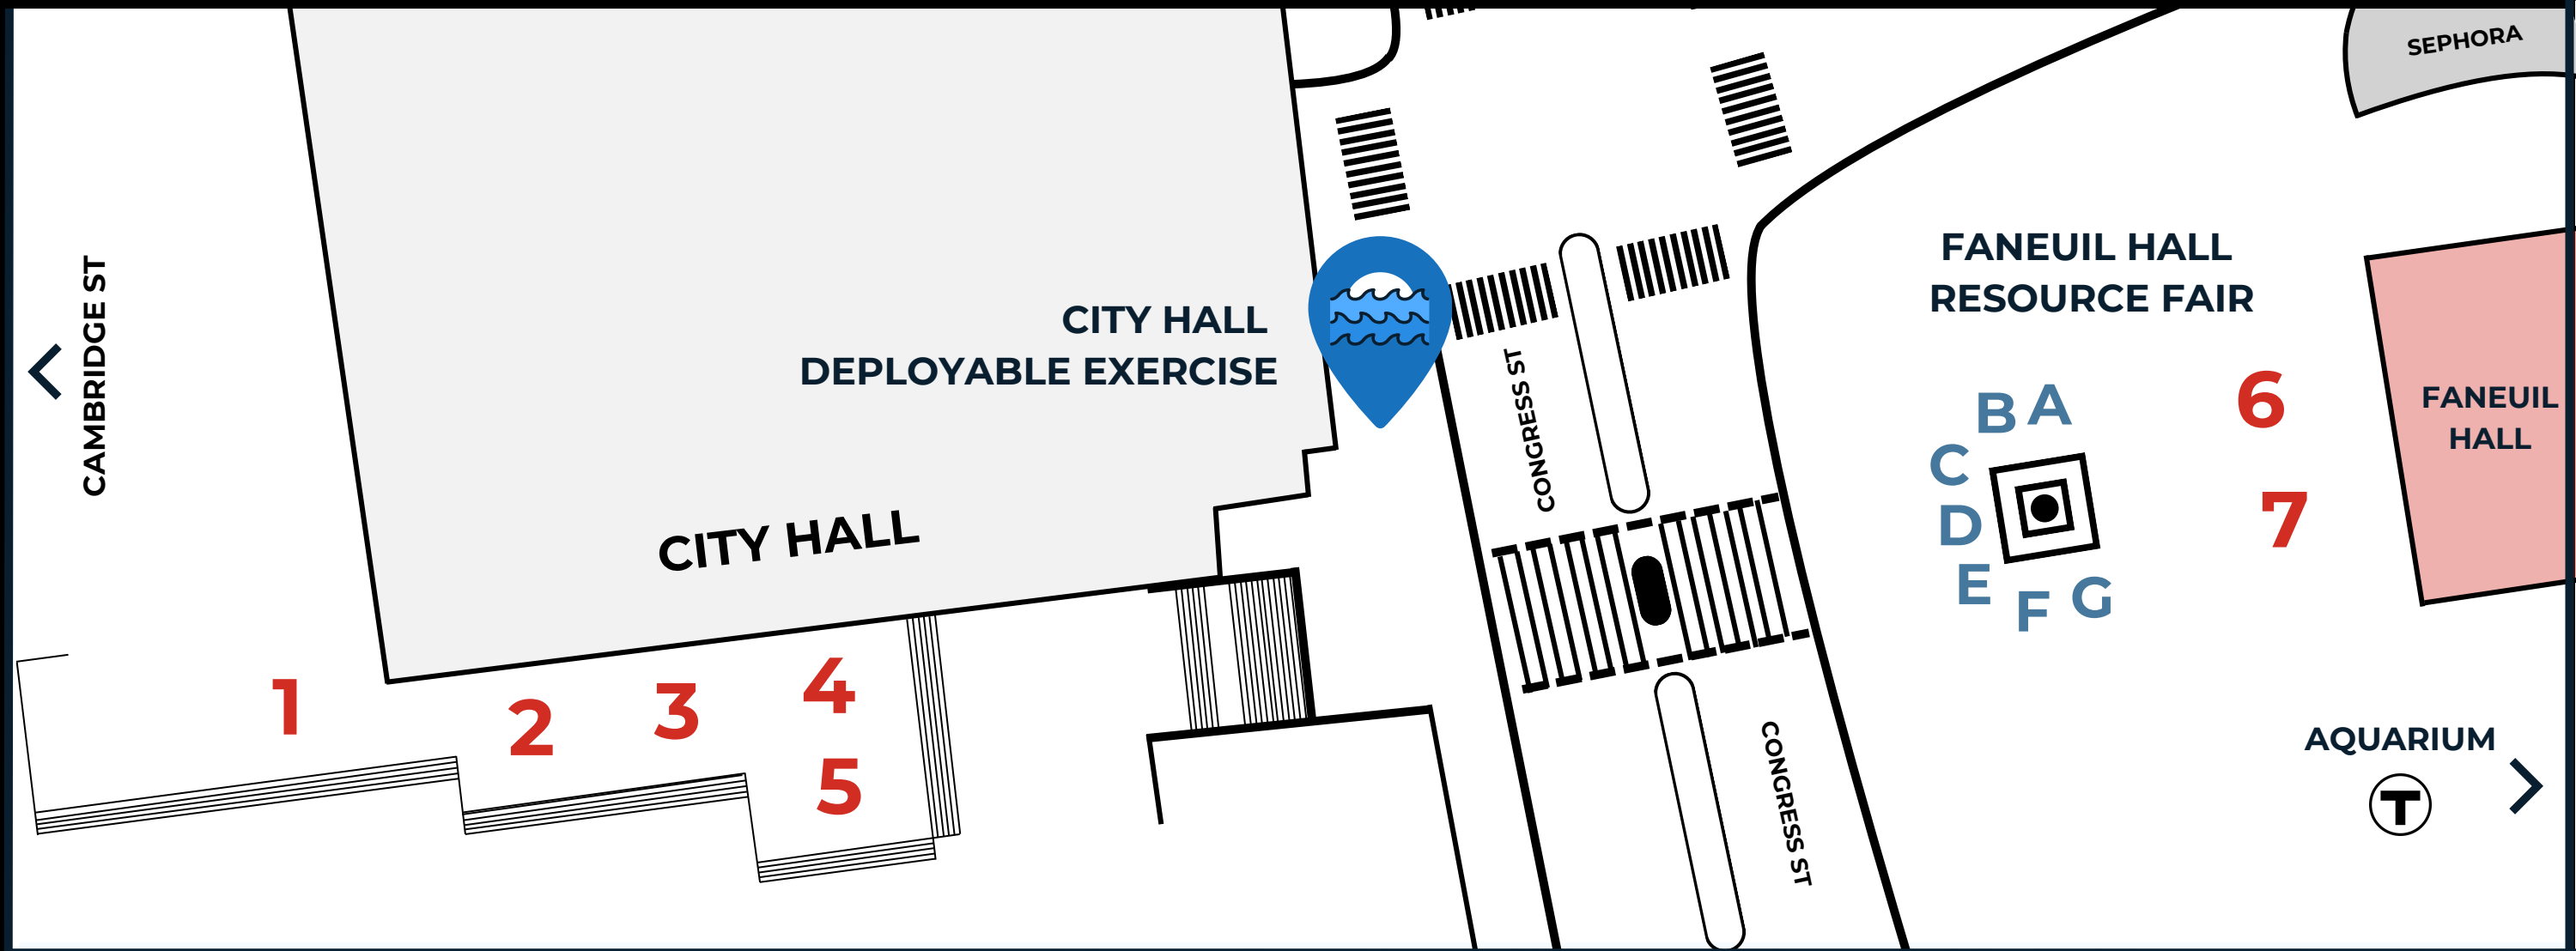 SEPHORA
CAMBRIDGE ST
CITY HALL
DEPLOYABLE EXERCISE
CITY HALL
CONGRESS ST
FANEUIL HALL
RESOURCE FAIR
FANEUIL
HALL
B A
C
D
E
F G
6
7
1
2
3
4
5
CONGRESS ST
AQUARIUM
T